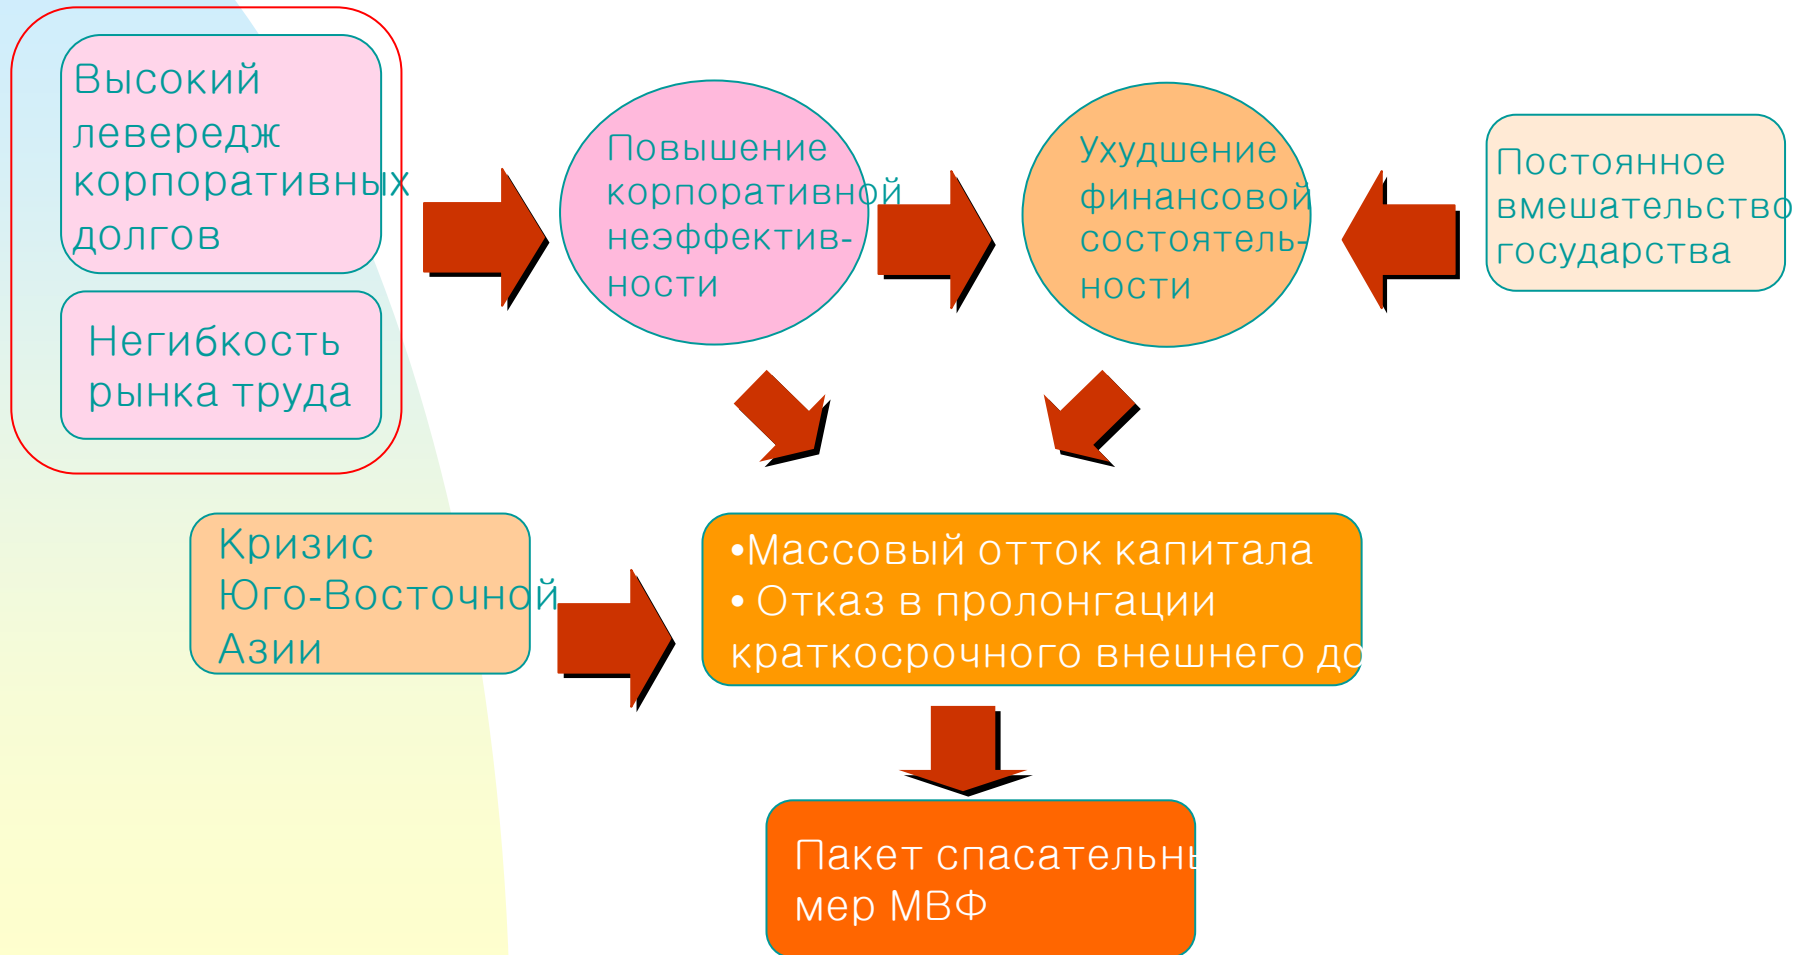 Высокий
левередж
корпоративных
долгов
Негибкость
рынка труда
Повышение
корпоративной
неэффектив-
ности
Ухудшение
финансовой
состоятель-
ности
Постоянное
вмешательство
государства
Кризис
Юго-Восточной
Азии
•Массовый отток капитала
• Отказ в пролонгации
краткосрочного внешнего до
Пакет спасательны
мер МВФ